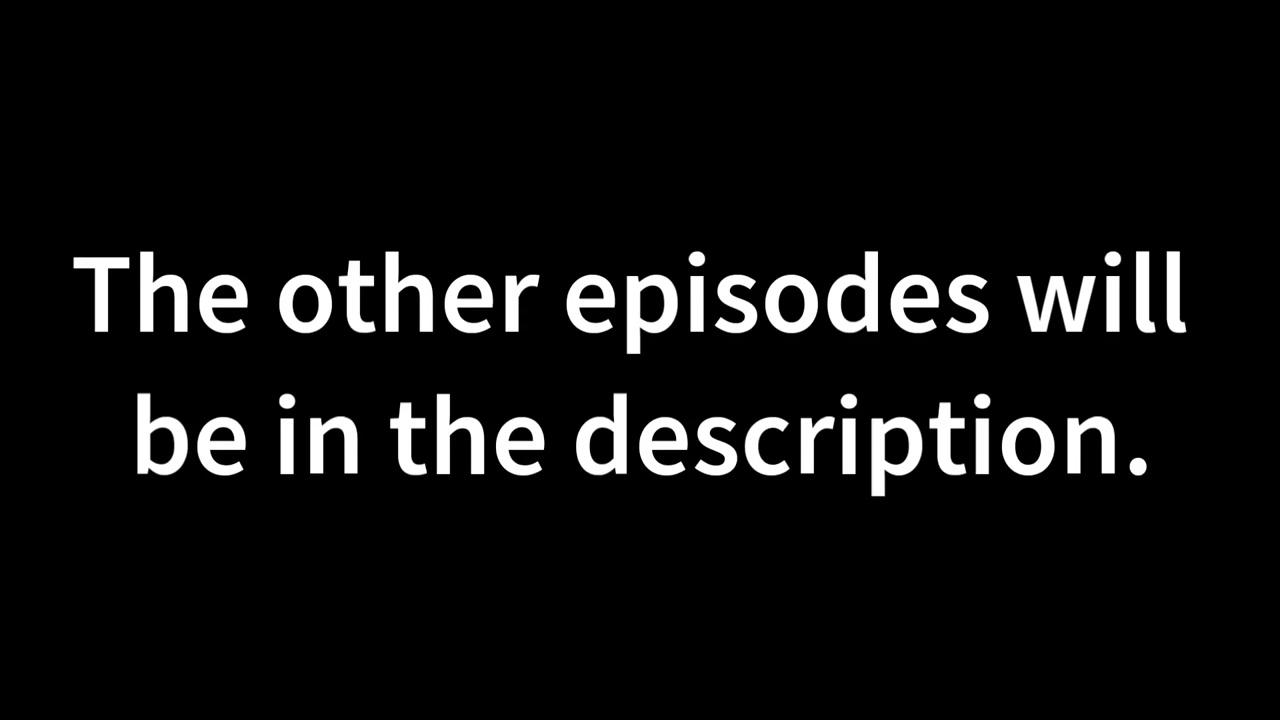 The other episodes will
be in the description.